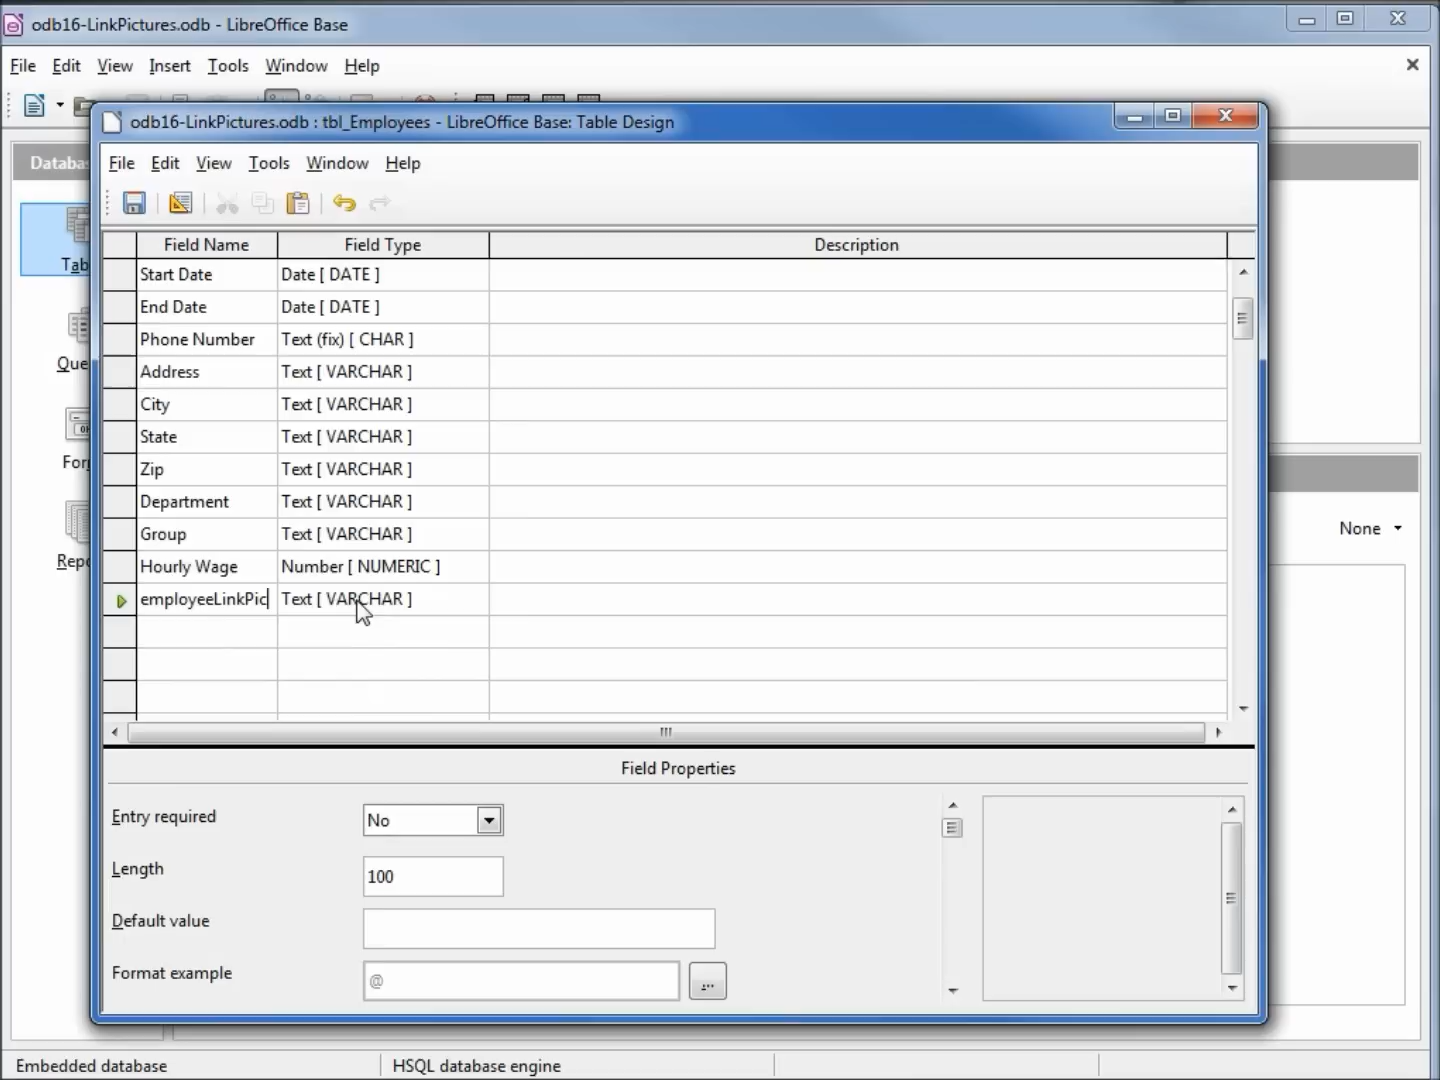 odb16-LinkPictures.odb - LibreOffice Base
File Edit View Insert Tools Window Help
odb16-LinkPictures.odb : tbl_Employees - LibreOffice Base: Table Design
File Edit View Tools Window Help
Field Name Field Type Description
Start Date Date [ DATE ]
End Date Date [ DATE ]
Phone Number Text (fix) [ CHAR ]
Address Text [ VARCHAR ]
City Text [ VARCHAR ]
State Text [ VARCHAR ]
Zip Text [ VARCHAR ]
Department Text [ VARCHAR ]
Group Text [ VARCHAR ]
Hourly Wage Number [ NUMERIC ]
employeeLinkPic Text [ VARCHAR ]
Databa
Tab
Que
For
Repo
None
Field Properties
Entry required No
Length 100
Default value
Format example @ ...
Embedded database HSQL database engine